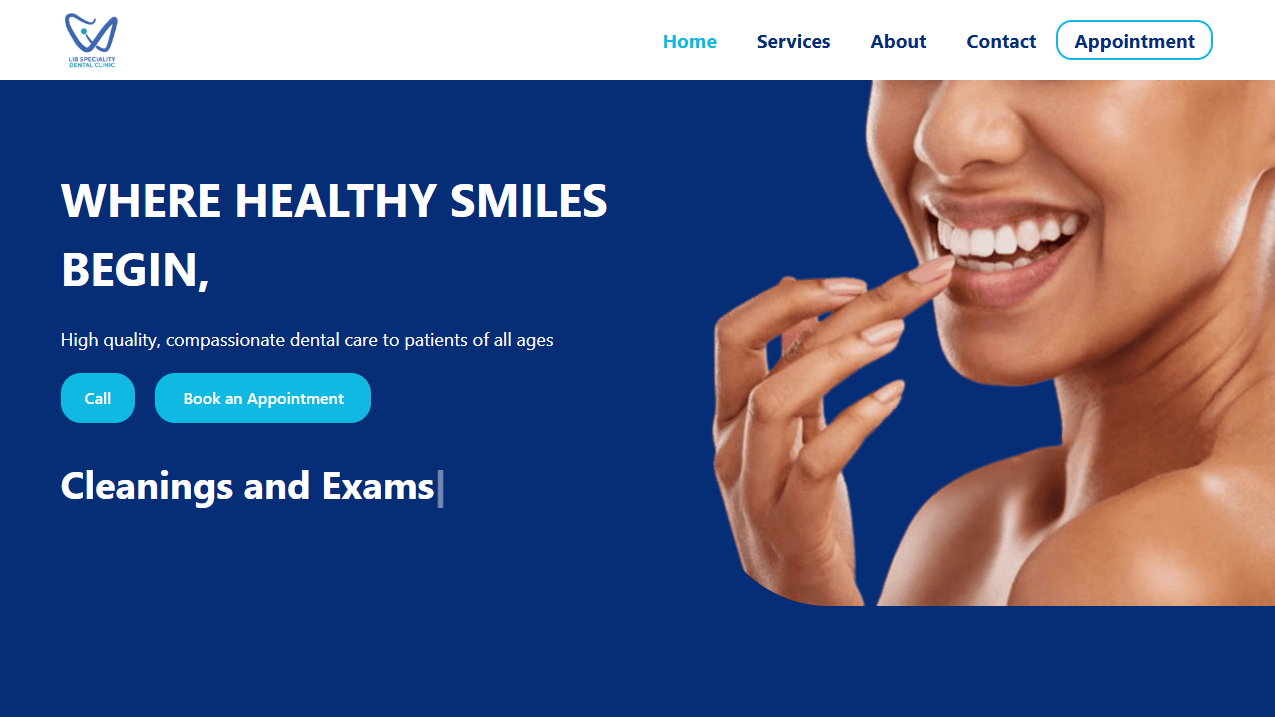 LIB SPECIALITY
DENTAL CLINIC
Home Services About Contact Appointment
WHERE HEALTHY SMILES
BEGIN,
High quality, compassionate dental care to patients of all ages
Call Book an Appointment
Cleanings and Exams